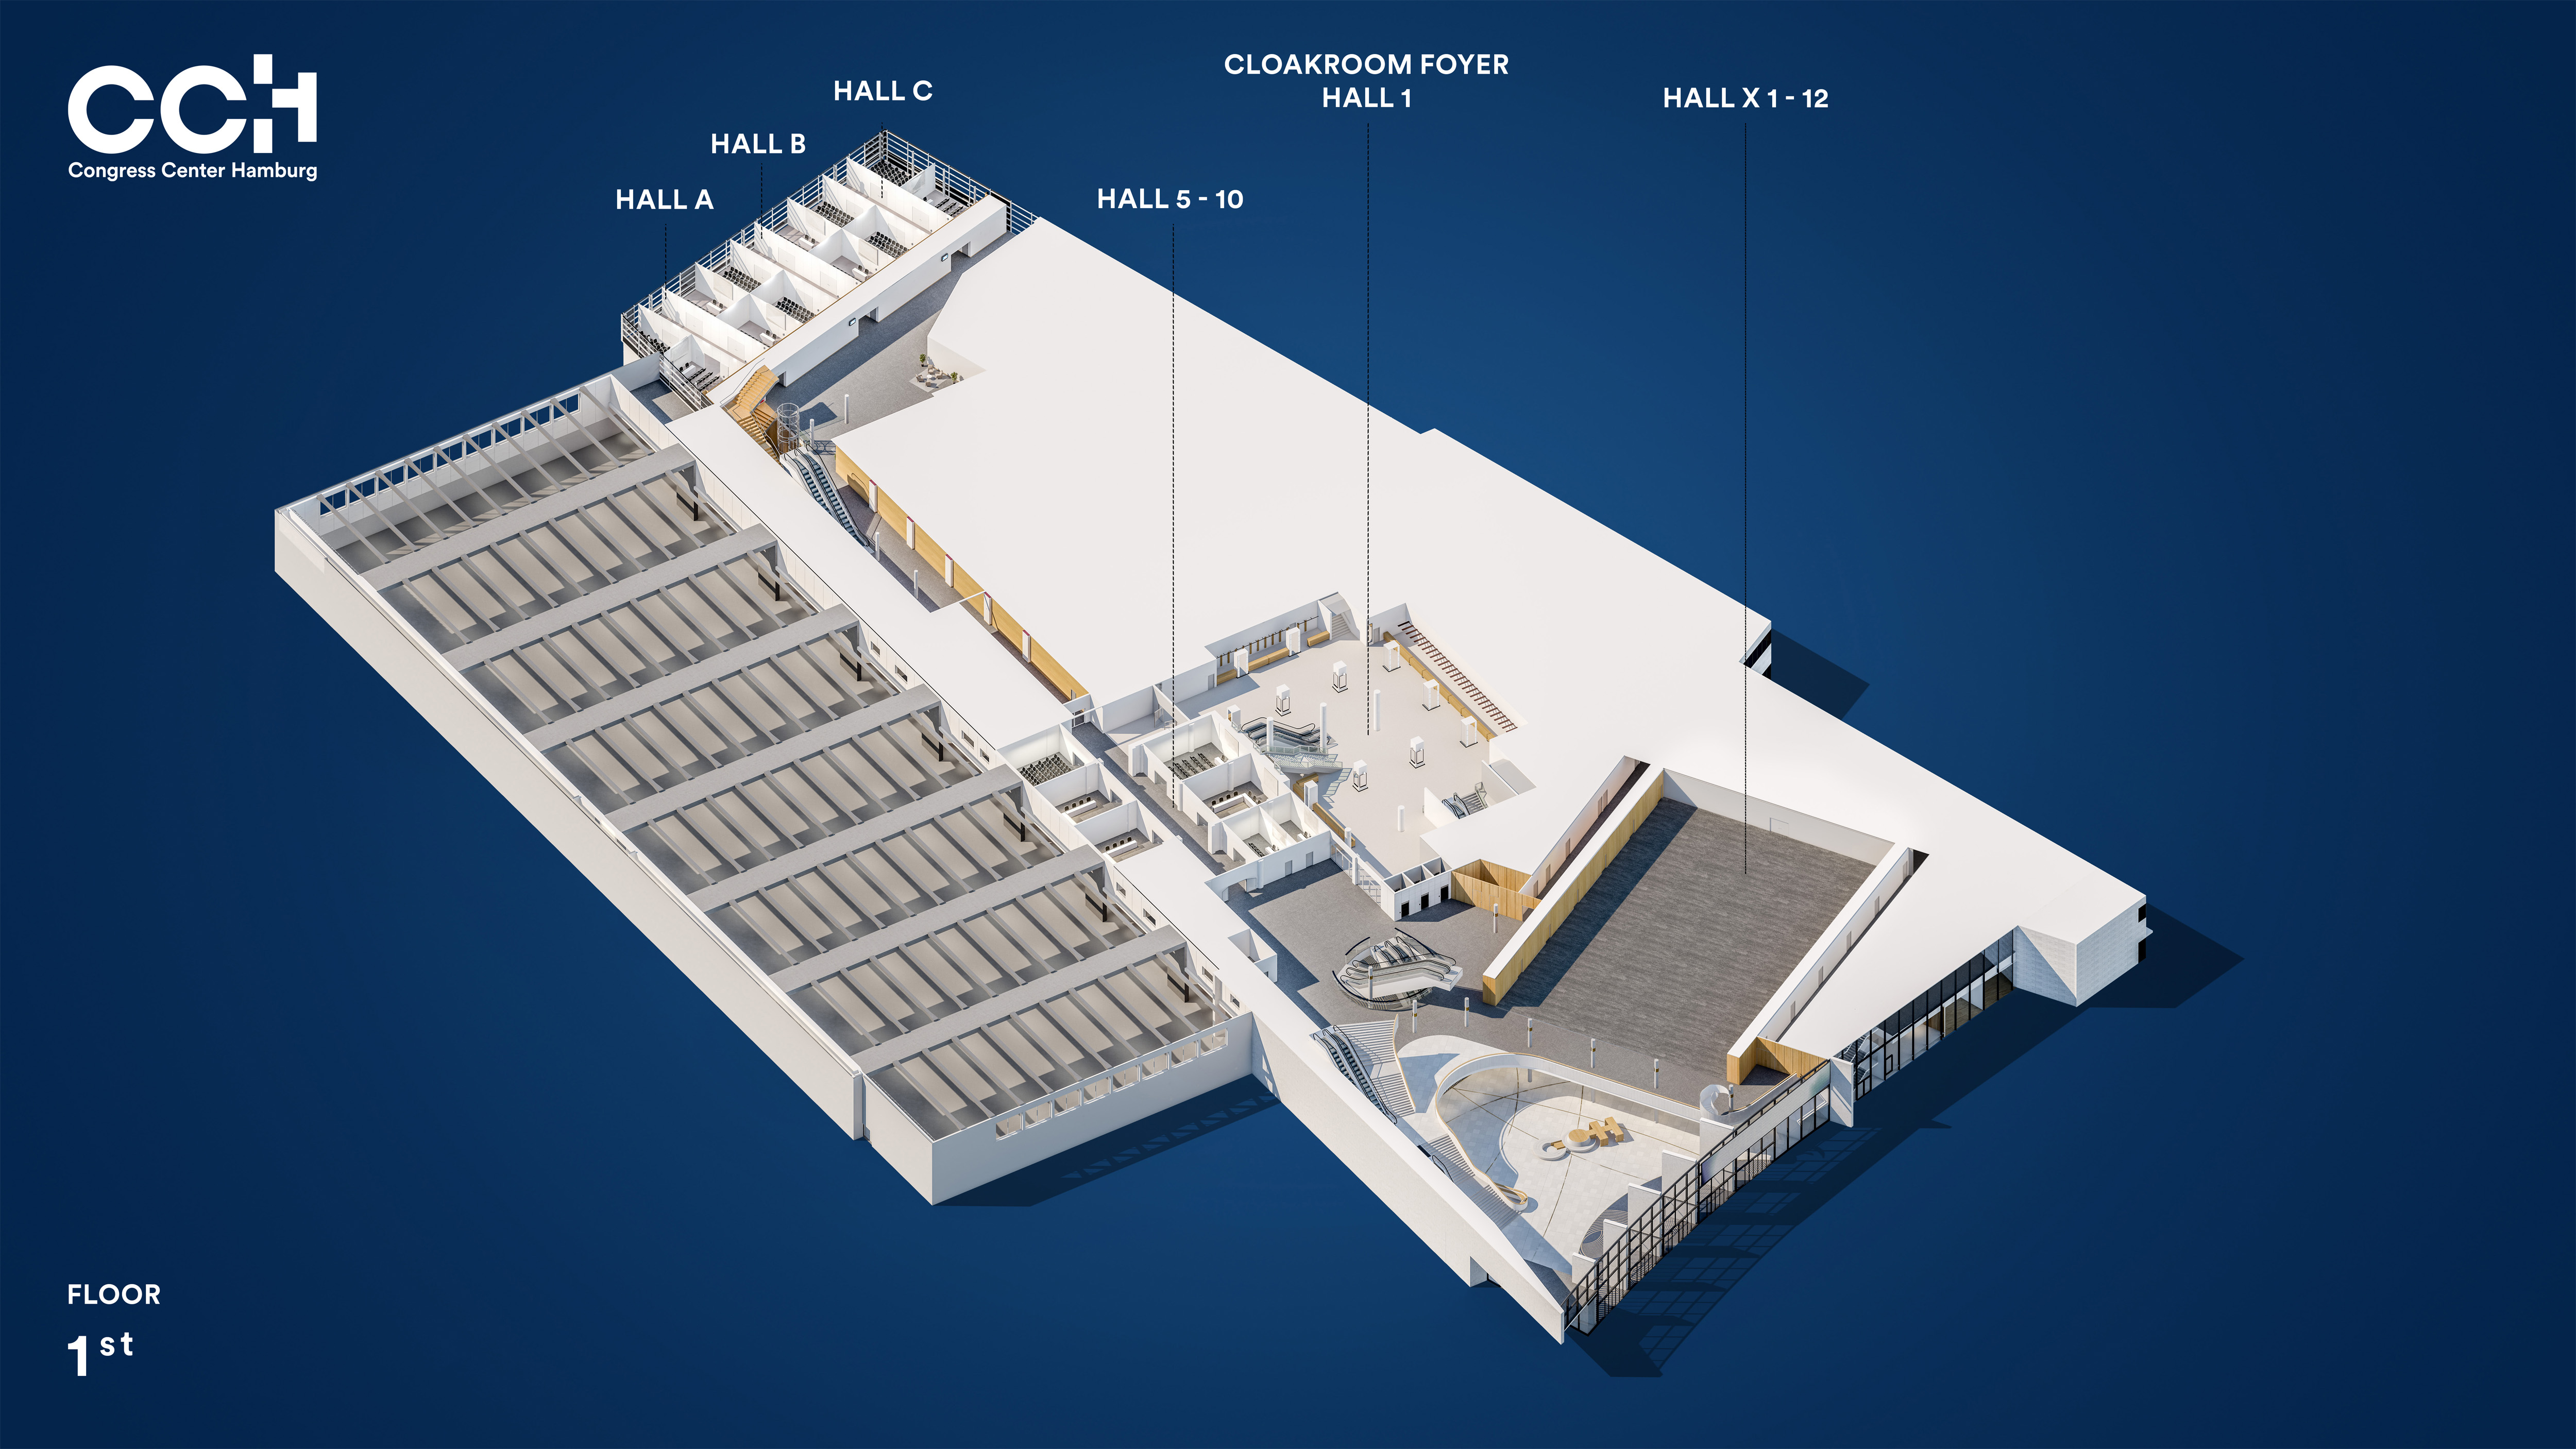 CCH
Congress Center Hamburg
HALL A
HALL B
HALL C
HALL 5 - 10
CLOAKROOM FOYER
HALL 1
HALL X 1 - 12
CCH
FLOOR
1st